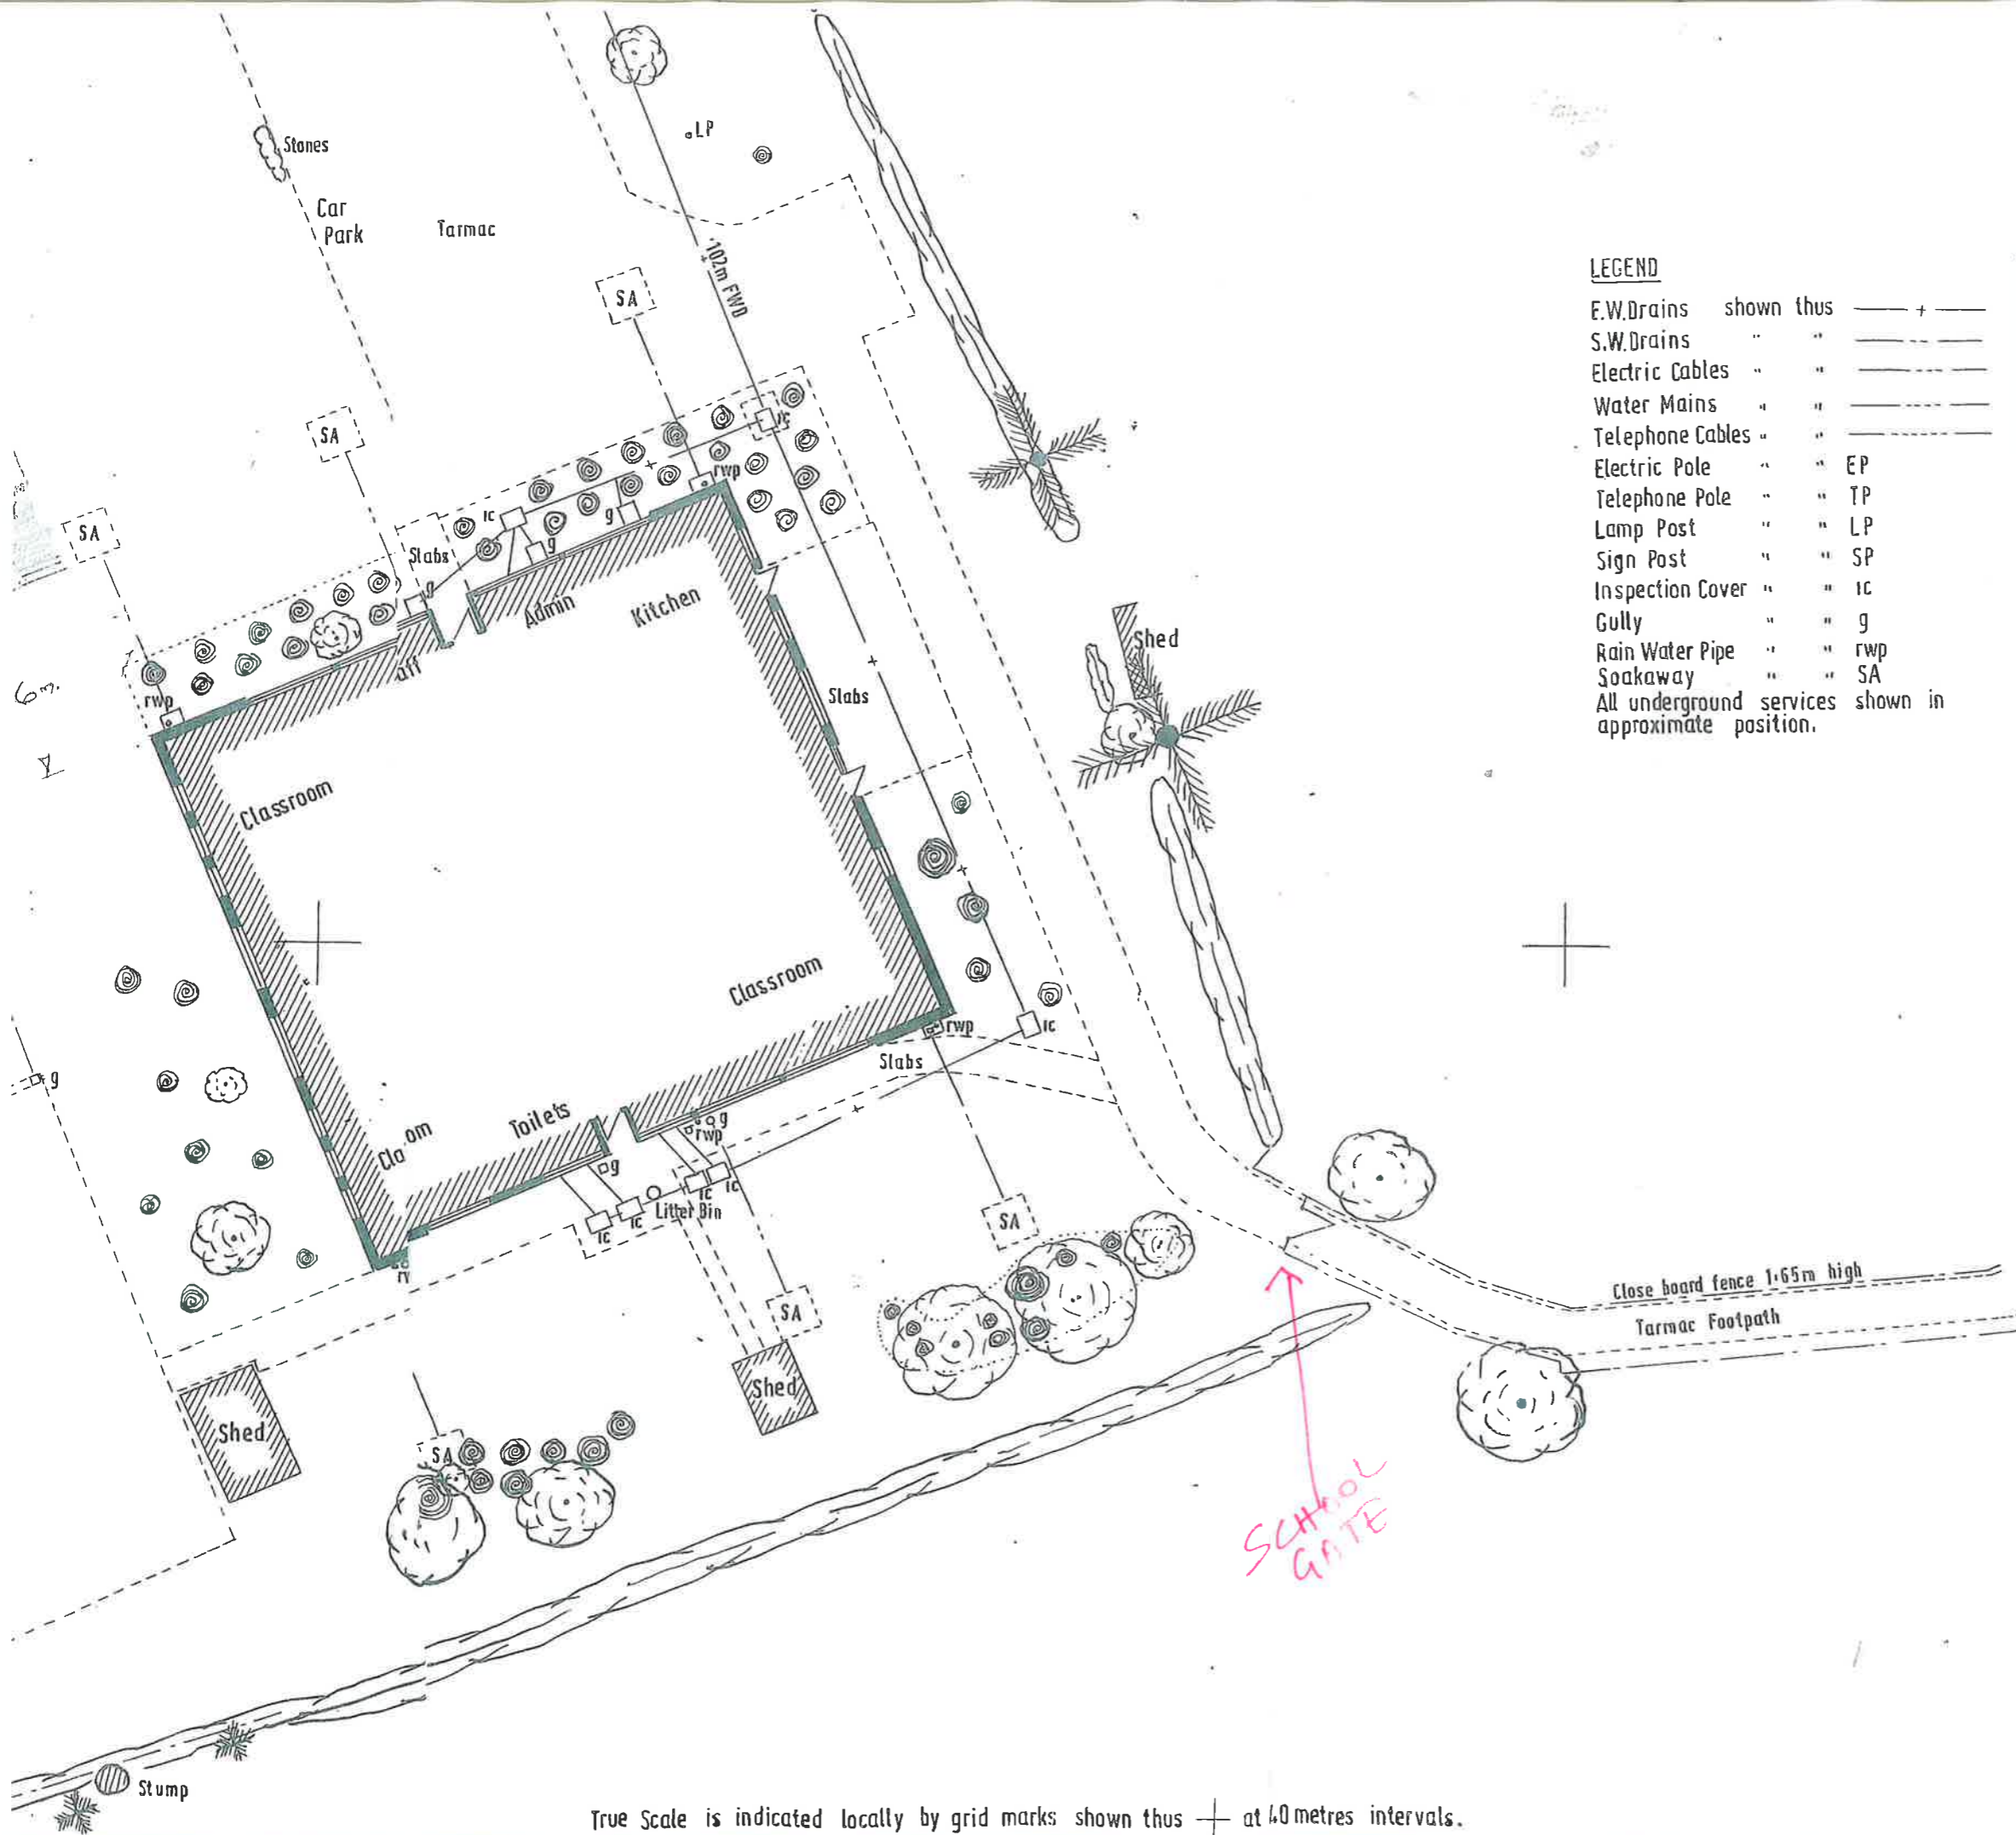 Stones
LP
Car
Park
Tarmac
102m FWD
SA
SA
SA
LEGEND
F.W.Drains shown thus
S.W.Drains " "
Electric Cables " "
Water Mains " "
Telephone Cables " "
Electric Pole " " EP
Telephone Pole " " TP
Lamp Post " " LP
Sign Post " " SP
Inspection Cover " " ic
Gully " " g
Rain Water Pipe " " rwp
Soakaway " " SA
All underground services shown in
approximate position.
ic
rwp
ic
g
g
Slabs
g
Admin
Kitchen
aff
Shed
6m.
rwp
Slabs
Classroom
Classroom
rwp
ic
Slabs
g
Toilets
Cla om
g
rwp
g
ic
ic
Litter Bin
ic
ic
SA
rv
SA
Close board fence 1·65m high
Tarmac Footpath
Shed
Shed
SA
SCHOOL
GATE
Stump
True Scale is indicated locally by grid marks shown thus + at 40 metres intervals.